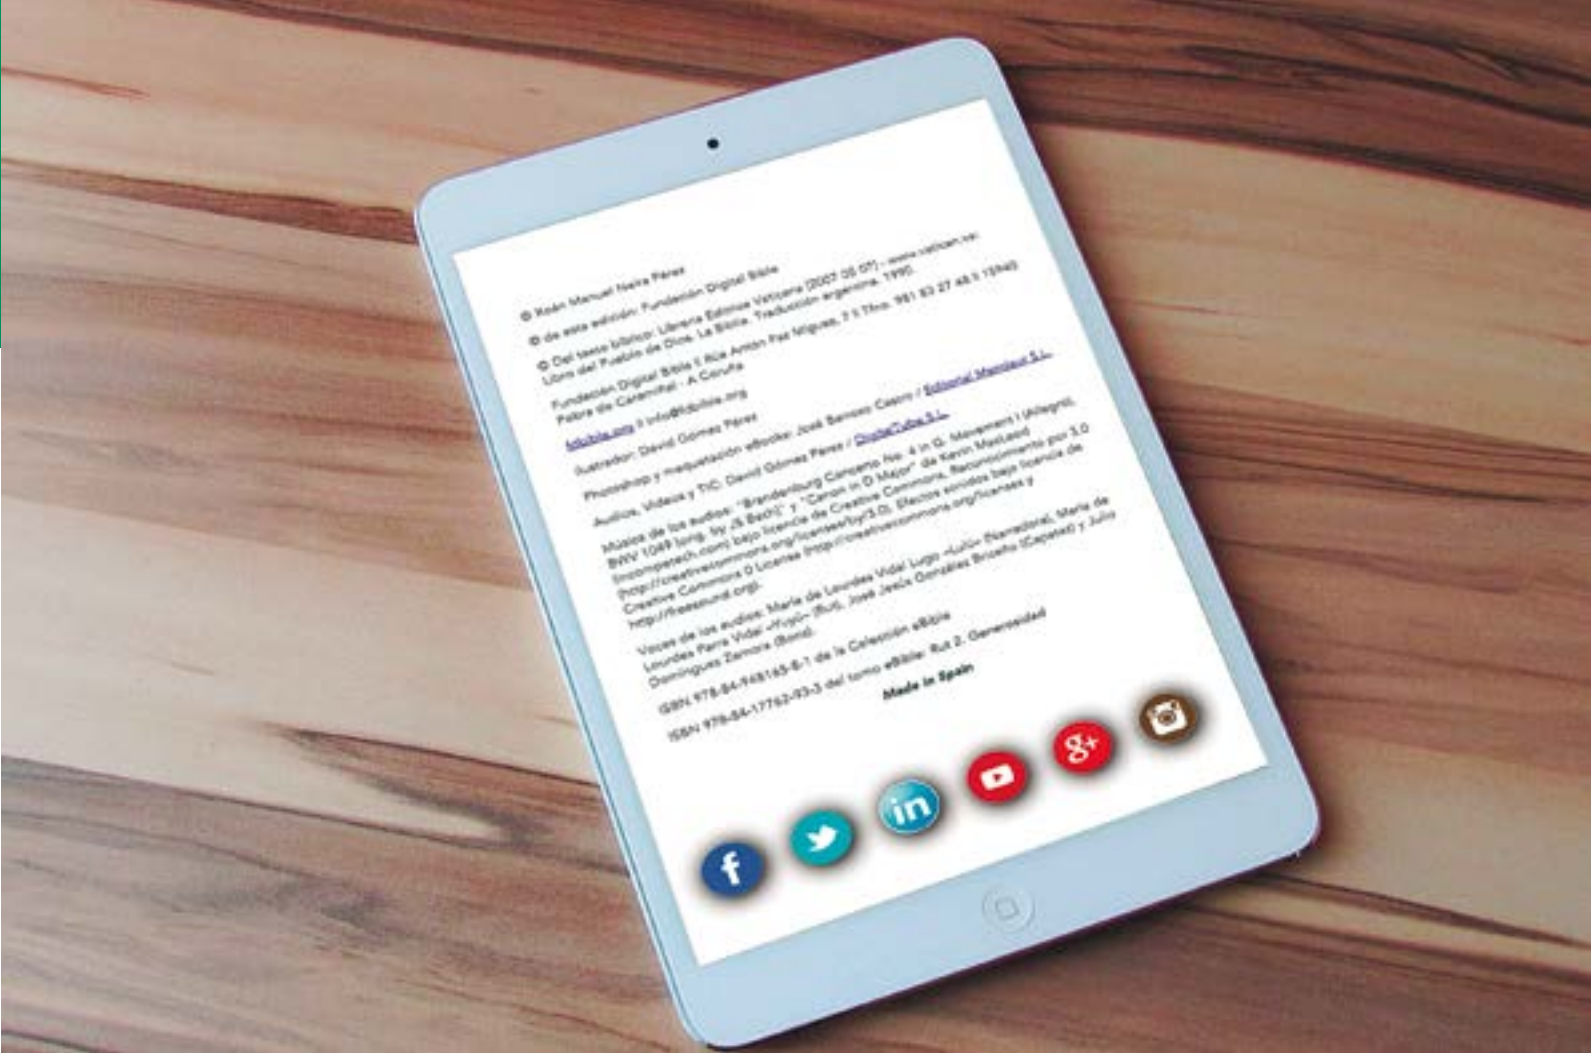 © Xoán Manuel Neira Pérez
© de esta edición: Fundación Digital Bible
© Del texto bíblico: Libreria Editrice Vaticana (2007 05 07) - www.vatican.va:
Libro del Pueblo de Dios. La Biblia. Traducción argentina. 1990.
Fundación Digital Bible || Rúa Antón Paz Míguez, 7 || Tfno. 981 83 27 48 || 15940
Pobra do Caramiñal - A Coruña
fdbible.org || info@fdbible.org
Ilustrador: David Gómez Pérez
Photoshop y maquetación eBooks: José Barroso Castro / Editorial Mendaur S.L.
Audios, Vídeos y TIC: David Gómez Pérez / S.L.
Música de los audios: "Brandenburg Concerto No. 4 in G. Movement I (Allegro),
BWV 1049 (ong. by JS Bach)" y "Canon in D Major" de Kevin MacLeod
(incompetech.com) bajo licencia de Creative Commons, Reconocimiento por 3.0
(http://creativecommons.org/licenses/by/3.0). Efectos sonidos bajo licencia de
Creative Commons 0 License (http://creativecommons.org/licenses y
http://freesound.org).
Voces de los audios: María de Lourdes Vidal Lugo «Lulú» (Narradora), María de
Lourdes Parra Vidal «Yuyú» (Rut), José Jesús González Briceño (Capataz) y Julio
Domínguez Zamora (Booz).
ISBN 978-84-948165-8-1 de la Colección eBible
ISBN 978-84-17762-93-3 del tomo eBible: Rut 2. Generosidad
Made in Spain
f
in
g+